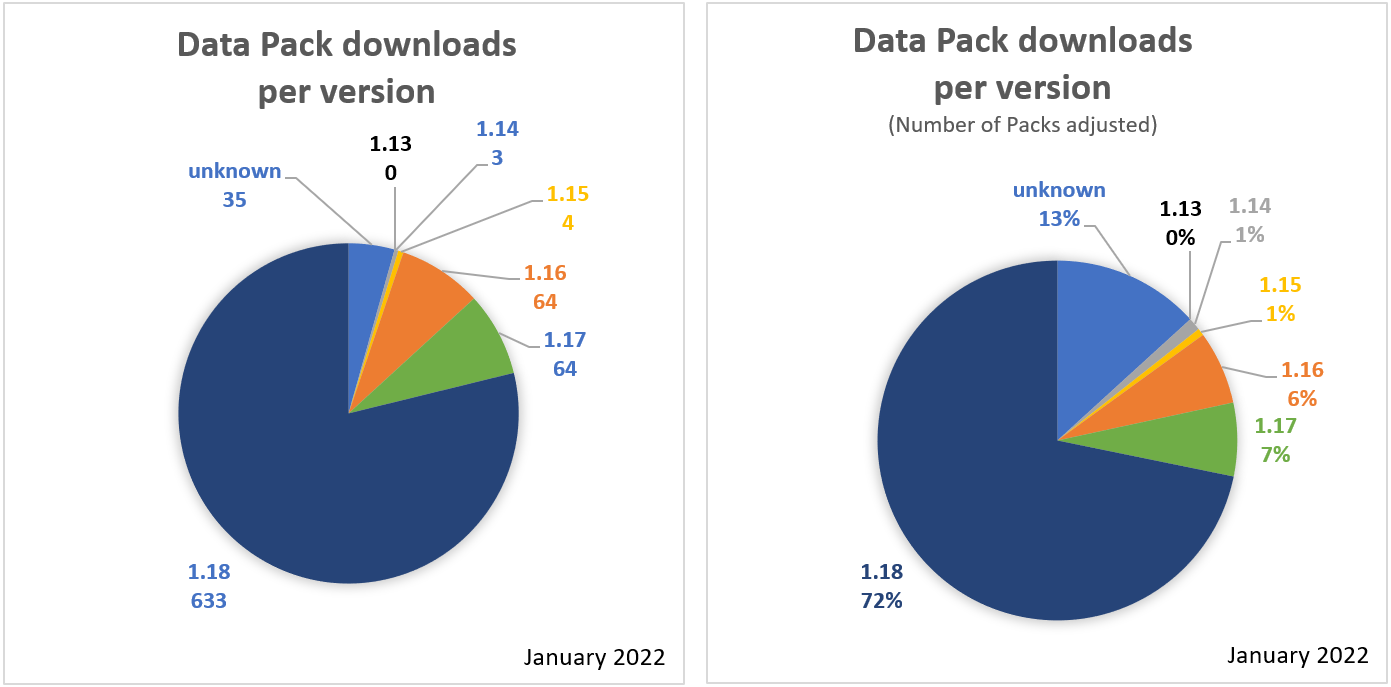 Data Pack downloads
per version
1.14
3
1.13
0
unknown
35
1.15
4
1.16
64
1.17
64
1.18
633
January 2022
Data Pack downloads
per version
(Number of Packs adjusted)
unknown
13%
1.13
0%
1.14
1%
1.15
1%
1.16
6%
1.17
7%
1.18
72%
January 2022